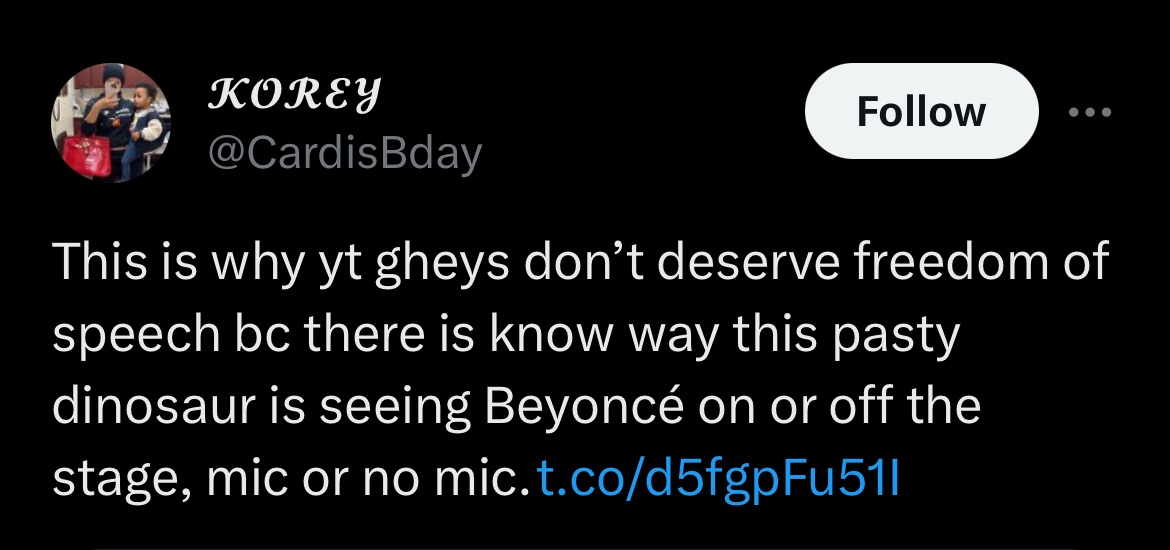 𝓚𝓞𝓡𝓔𝓨
@CardisBday
Follow
This is why yt gheys don’t deserve freedom of
speech bc there is know way this pasty
dinosaur is seeing Beyoncé on or off the
stage, mic or no mic. t.co/d5fgpFu51I